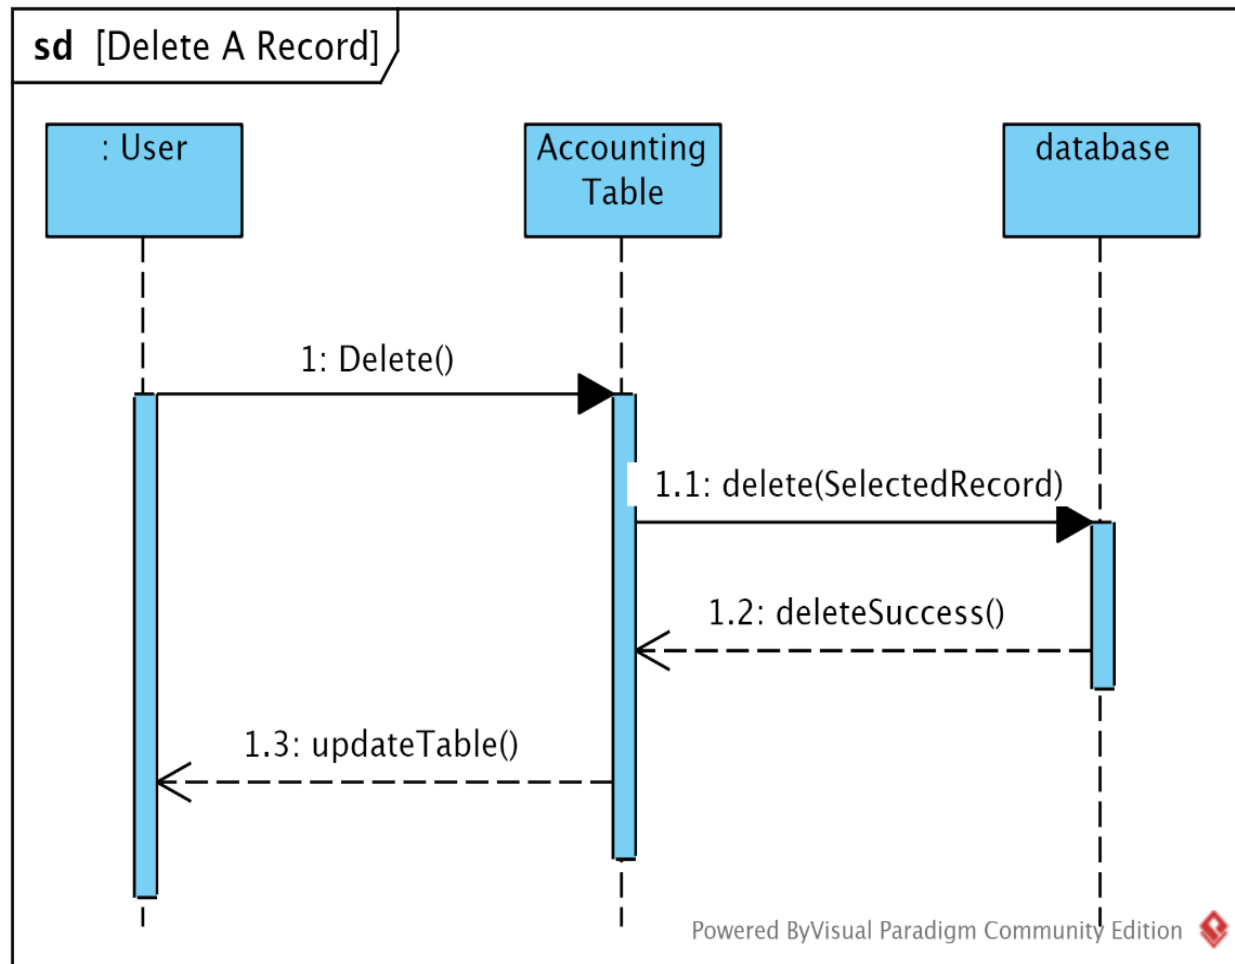 sd [Delete A Record]
: User
Accounting
Table
database
1: Delete()
1.1: delete(SelectedRecord)
1.2: deleteSuccess()
1.3: updateTable()
Powered ByVisual Paradigm Community Edition